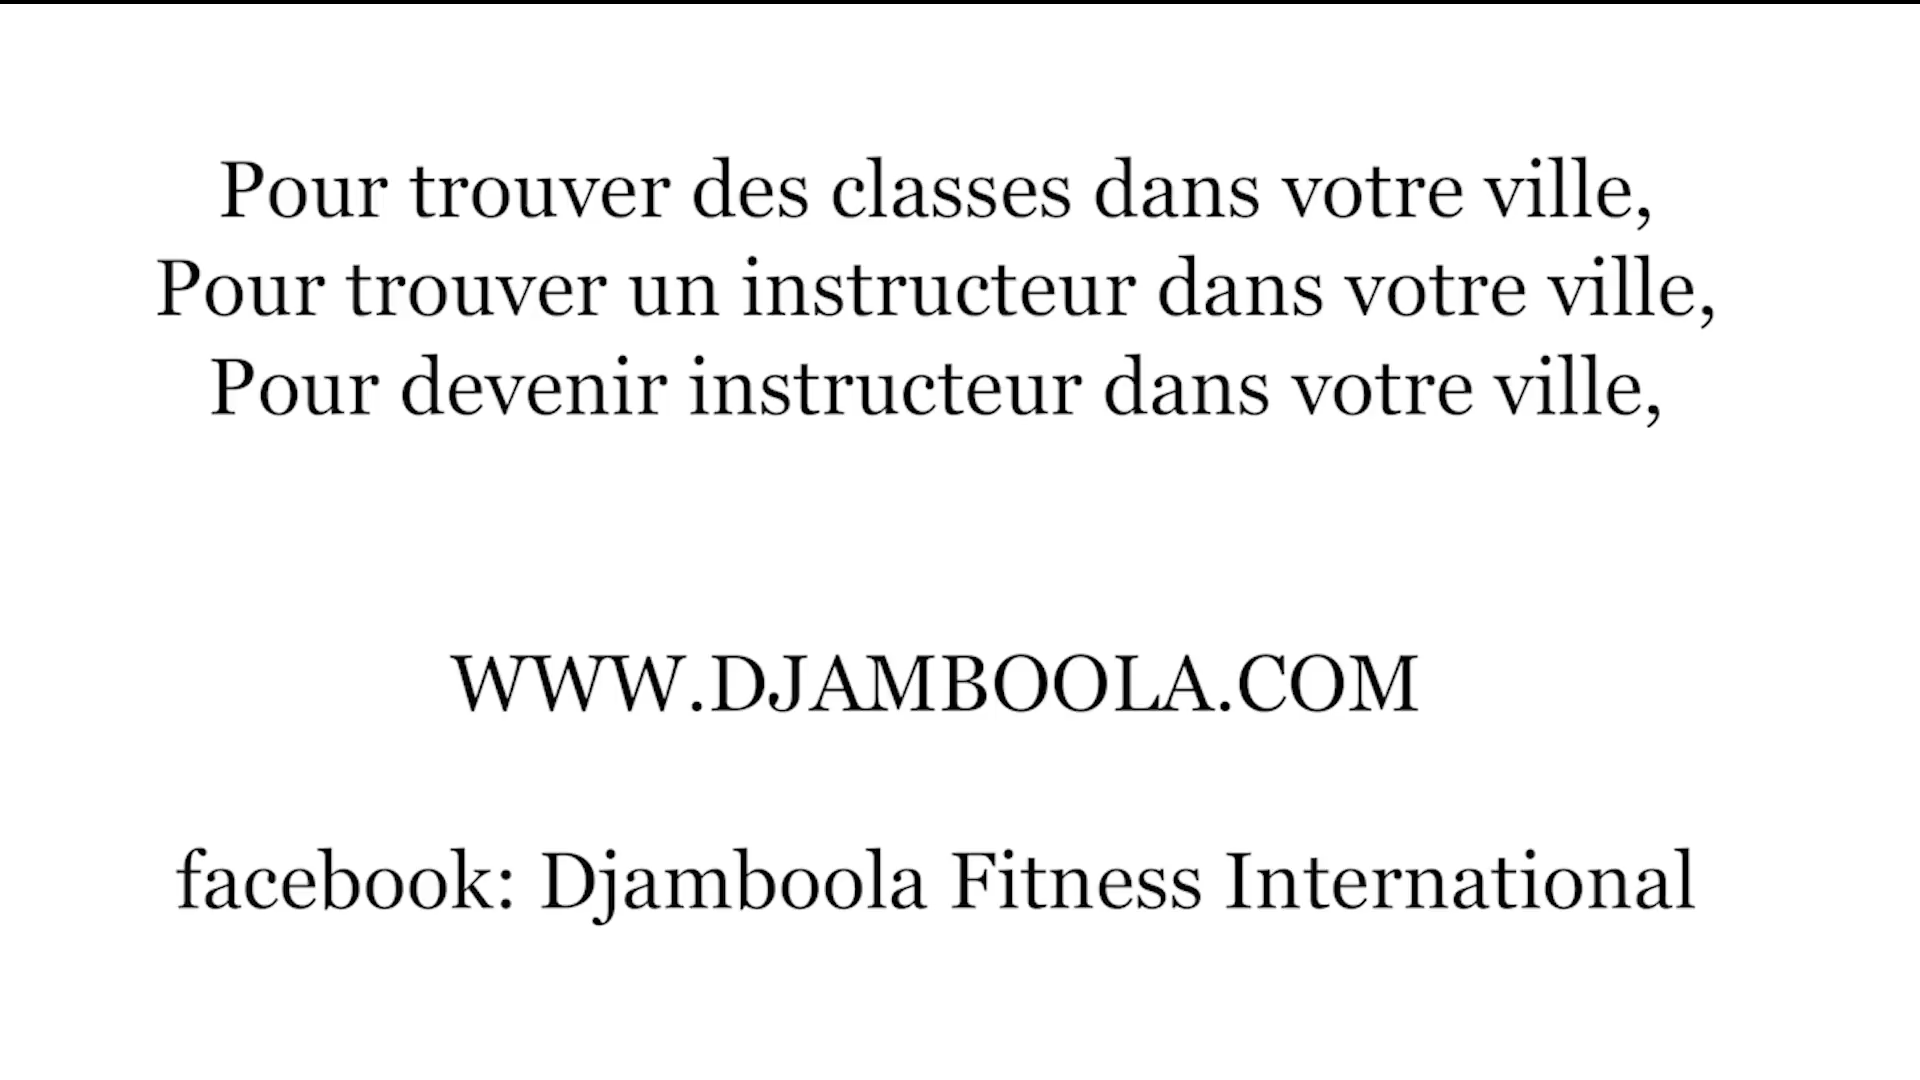 Pour trouver des classes dans votre ville,
Pour trouver un instructeur dans votre ville,
Pour devenir instructeur dans votre ville,
WWW.DJAMBOOLA.COM
facebook: Djamboola Fitness International